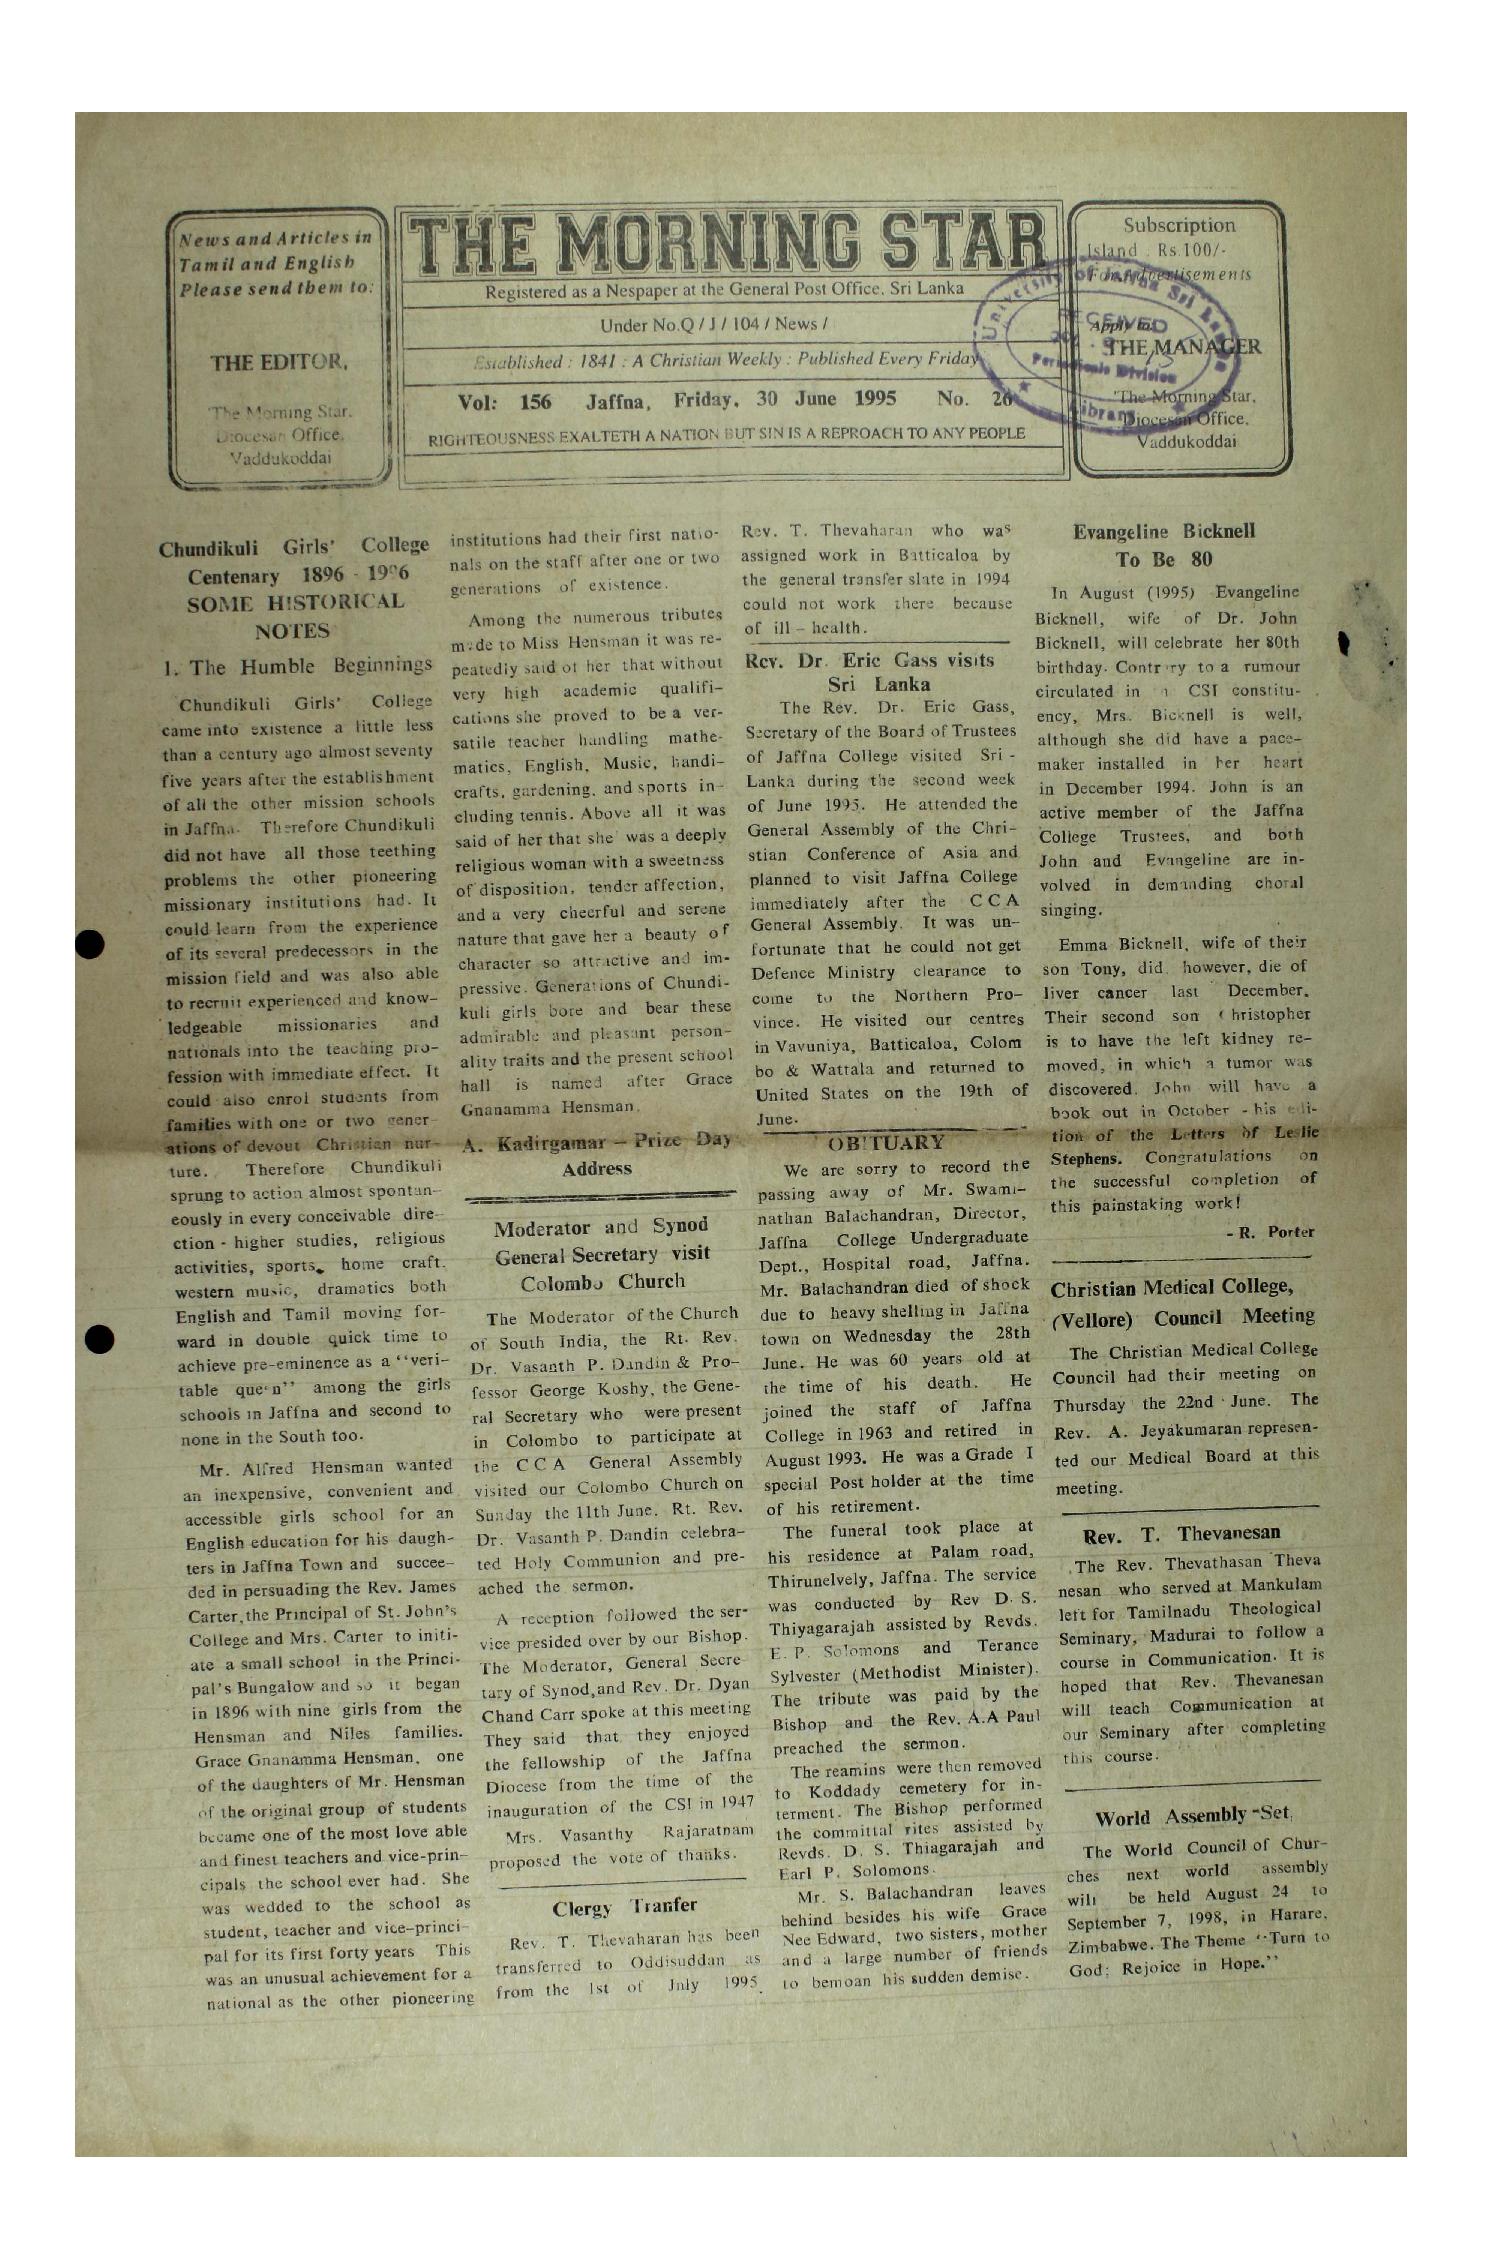 News and Articles in
Tamil and English
Please send them to:
THE EDITOR,
The Morning Star,
Diocesan Office,
Vaddukoddai
THE MORNING STAR
Registered as a Nespaper at the General Post Office, Sri Lanka
Under No.Q / J / 104 / News /
Established : 1841 : A Christian Weekly : Published Every Friday
Vol: 156 Jaffna, Friday, 30 June 1995 No. 26
RIGHTEOUSNESS EXALTETH A NATION BUT SIN IS A REPROACH TO ANY PEOPLE
Subscription
Island : Rs.100/-
For Advertisements
Apply to:
THE MANAGER
The Morning Star,
Diocesan Office,
Vaddukoddai
University of Jaffna Sri Lanka
RECEIVED
Periodicals Division
Library
Chundikuli Girls' College
Centenary 1896 - 1996
SOME HISTORICAL
NOTES
1. The Humble Beginnings
Chundikuli Girls' College
came into existence a little less
than a century ago almost seventy
five years after the establishment
of all the other mission schools
in Jaffna. Therefore Chundikuli
did not have all those teething
problems the other pioneering
missionary institutions had. It
could learn from the experience
of its several predecessors in the
mission field and was also able
to recruit experienced and know-
ledgeable missionaries and
nationals into the teaching pro-
fession with immediate effect. It
could also enrol students from
families with one or two gener-
ations of devout Christian nur-
ture. Therefore Chundikuli
sprung to action almost spontan-
eously in every conceivable dire-
ction - higher studies, religious
activities, sports, home craft,
western music, dramatics both
English and Tamil moving for-
ward in double quick time to
achieve pre-eminence as a "veri-
table queen" among the girls
schools in Jaffna and second to
none in the South too.
Mr. Alfred Hensman wanted
an inexpensive, convenient and
accessible girls school for an
English education for his daugh-
ters in Jaffna Town and succee-
ded in persuading the Rev. James
Carter, the Principal of St. John's
College and Mrs. Carter to initi-
ate a small school in the Princi-
pal's Bungalow and so it began
in 1896 with nine girls from the
Hensman and Niles families.
Grace Gnanamma Hensman, one
of the daughters of Mr. Hensman
of the original group of students
became one of the most love able
and finest teachers and vice-prin-
cipals the school ever had. She
was wedded to the school as
student, teacher and vice-princi-
pal for its first forty years This
was an unusual achievement for a
national as the other pioneering
institutions had their first natio-
nals on the staff after one or two
generations of existence.
Among the numerous tributes
made to Miss Hensman it was re-
peatedly said of her that without
very high academic qualifi-
cations she proved to be a ver-
satile teacher handling mathe-
matics, English, Music, handi-
crafts, gardening, and sports in-
cluding tennis. Above all it was
said of her that she was a deeply
religious woman with a sweetness
of disposition, tender affection,
and a very cheerful and serene
nature that gave her a beauty of
character so attractive and im-
pressive. Generations of Chundi-
kuli girls bore and bear these
admirable and pleasant person-
ality traits and the present school
hall is named after Grace
Gnanamma Hensman.
A. Kadirgamar - Prize Day
Address
Moderator and Synod
General Secretary visit
Colombo Church
The Moderator of the Church
of South India, the Rt. Rev.
Dr. Vasanth P. Dandin & Pro-
fessor George Koshy, the Gene-
ral Secretary who were present
in Colombo to participate at
the C C A General Assembly
visited our Colombo Church on
Sunday the 11th June. Rt. Rev.
Dr. Vasanth P. Dandin celebra-
ted Holy Communion and pre-
ached the sermon.
A reception followed the ser-
vice presided over by our Bishop.
The Moderator, General Secre
tary of Synod, and Rev. Dr. Dyan
Chand Carr spoke at this meeting
They said that they enjoyed
the fellowship of the Jaffna
Diocese from the time of the
inauguration of the CSI in 1947
Mrs. Vasanthy Rajaratnam
proposed the vote of thanks.
Clergy Tranfer
Rev. T. Thevaharan has been
transferred to Oddisuddan as
from the 1st of July 1995.
Rev. T. Thevaharan who was
assigned work in Batticaloa by
the general transfer slate in 1994
could not work there because
of ill - health.
Rev. Dr. Eric Gass visits
Sri Lanka
The Rev. Dr. Eric Gass,
Secretary of the Board of Trustees
of Jaffna College visited Sri -
Lanka during the second week
of June 1995. He attended the
General Assembly of the Chri-
stian Conference of Asia and
planned to visit Jaffna College
immediately after the C C A
General Assembly. It was un-
fortunate that he could not get
Defence Ministry clearance to
come to the Northern Pro-
vince. He visited our centres
in Vavuniya, Batticaloa, Colom
bo & Wattala and returned to
United States on the 19th of
June.
OBITUARY
We are sorry to record the
passing away of Mr. Swami-
nathan Balachandran, Director,
Jaffna College Undergraduate
Dept., Hospital road, Jaffna.
Mr. Balachandran died of shock
due to heavy shelling in Jaffna
town on Wednesday the 28th
June. He was 60 years old at
the time of his death. He
joined the staff of Jaffna
College in 1963 and retired in
August 1993. He was a Grade I
special Post holder at the time
of his retirement.
The funeral took place at
his residence at Palam road,
Thirunelvely, Jaffna. The service
was conducted by Rev D. S.
Thiyagarajah assisted by Revds.
E. P. Solomons and Terance
Sylvester (Methodist Minister).
The tribute was paid by the
Bishop and the Rev. A.A Paul
preached the sermon.
The reamins were then removed
to Koddady cemetery for in-
terment. The Bishop performed
the committal rites assisted by
Revds. D. S. Thiagarajah and
Earl P. Solomons.
Mr. S. Balachandran leaves
behind besides his wife Grace
Nee Edward, two sisters, mother
and a large number of friends
to bemoan his sudden demise.
Evangeline Bicknell
To Be 80
In August (1995) Evangeline
Bicknell, wife of Dr. John
Bicknell, will celebrate her 80th
birthday. Contrary to a rumour
circulated in a CSI constitu-
ency, Mrs. Bicknell is well,
although she did have a pace-
maker installed in her heart
in December 1994. John is an
active member of the Jaffna
College Trustees, and both
John and Evangeline are in-
volved in demanding choral
singing.
Emma Bicknell, wife of their
son Tony, did, however, die of
liver cancer last December.
Their second son Christopher
is to have the left kidney re-
moved, in which a tumor was
discovered. John will have a
book out in October - his edi-
tion of the Letters of Leslie
Stephens. Congratulations on
the successful completion of
this painstaking work!
- R. Porter
Christian Medical College,
(Vellore) Council Meeting
The Christian Medical College
Council had their meeting on
Thursday the 22nd June. The
Rev. A. Jeyakumaran represen-
ted our Medical Board at this
meeting.
Rev. T. Thevanesan
The Rev. Thevathasan Theva
nesan who served at Mankulam
left for Tamilnadu Theological
Seminary, Madurai to follow a
course in Communication. It is
hoped that Rev. Thevanesan
will teach Communication at
our Seminary after completing
this course.
World Assembly - Set
The World Council of Chur-
ches next world assembly
will be held August 24 to
September 7, 1998, in Harare,
Zimbabwe. The Theme "Turn to
God; Rejoice in Hope."